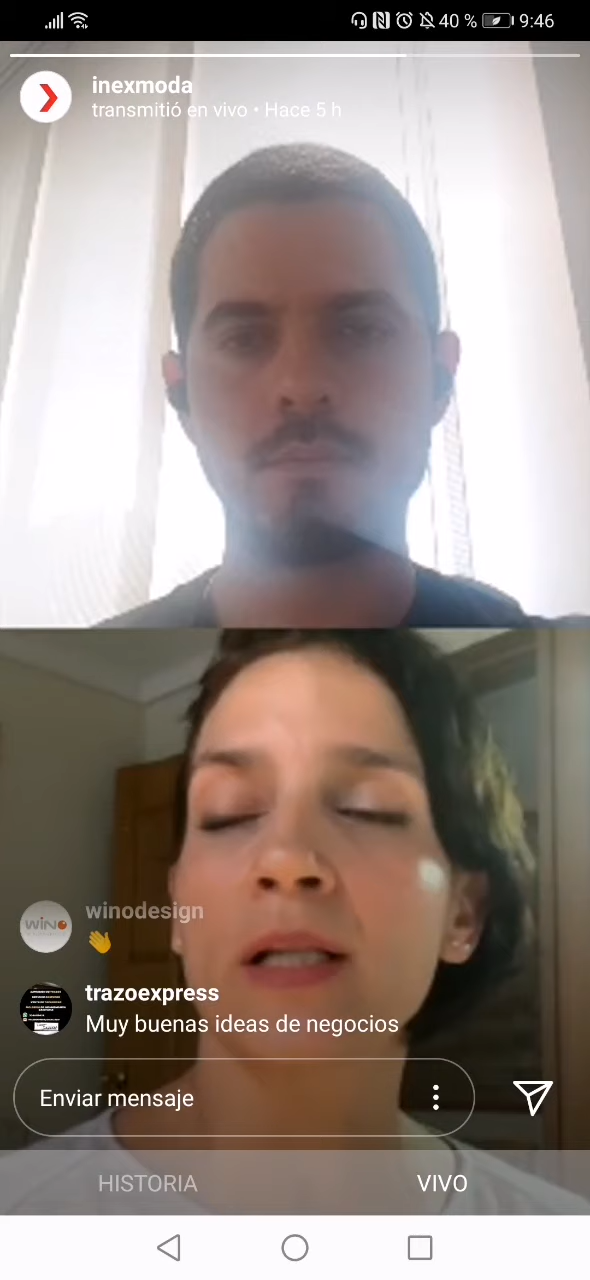 40 % 9:46
inexmoda
transmitió en vivo • Hace 5 h
winodesign
WINO
trazoexpress
Muy buenas ideas de negocios
Enviar mensaje
HISTORIA VIVO